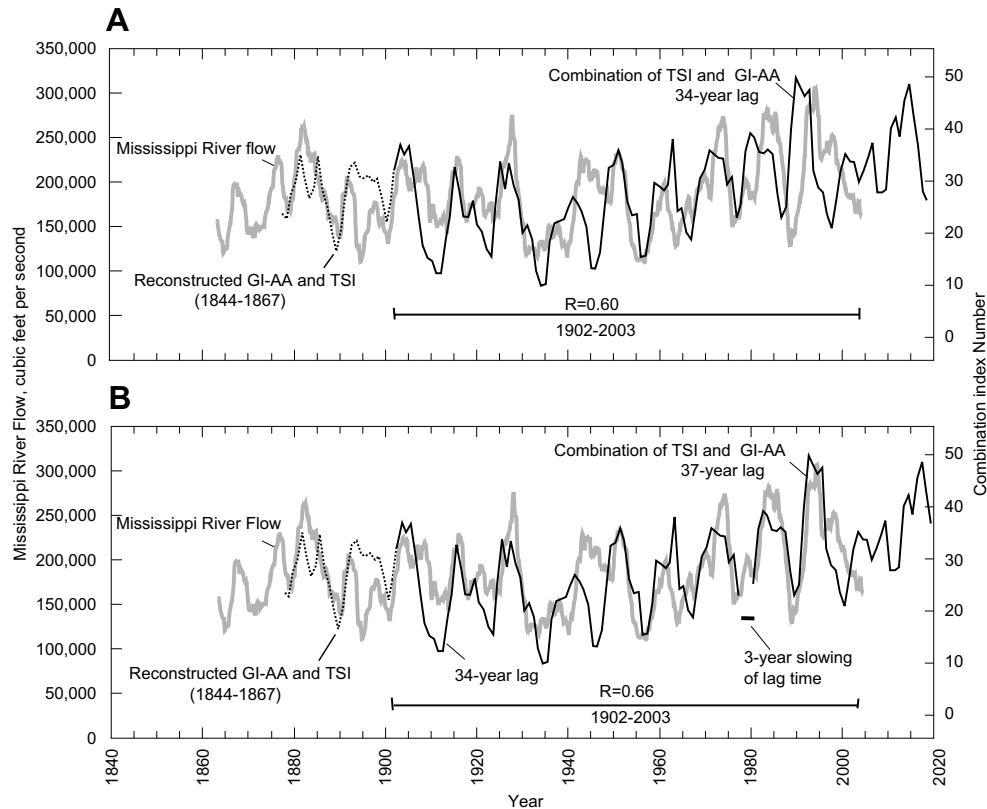 A
350,000
300,000
250,000
200,000
150,000
100,000
50,000
0
50
40
30
20
10
0
Combination of TSI and GI-AA
34-year lag
Mississippi River flow
Reconstructed GI-AA and TSI
(1844-1867)
R=0.60
1902-2003
Mississippi River Flow, cubic feet per second
Combination index Number
B
350,000
300,000
250,000
200,000
150,000
100,000
50,000
0
50
40
30
20
10
0
Combination of TSI and GI-AA
37-year lag
Mississippi River Flow
Reconstructed GI-AA and TSI
(1844-1867)
34-year lag
3-year slowing
of lag time
R=0.66
1902-2003
1840
1860
1880
1900
1920
1940
1960
1980
2000
2020
Year